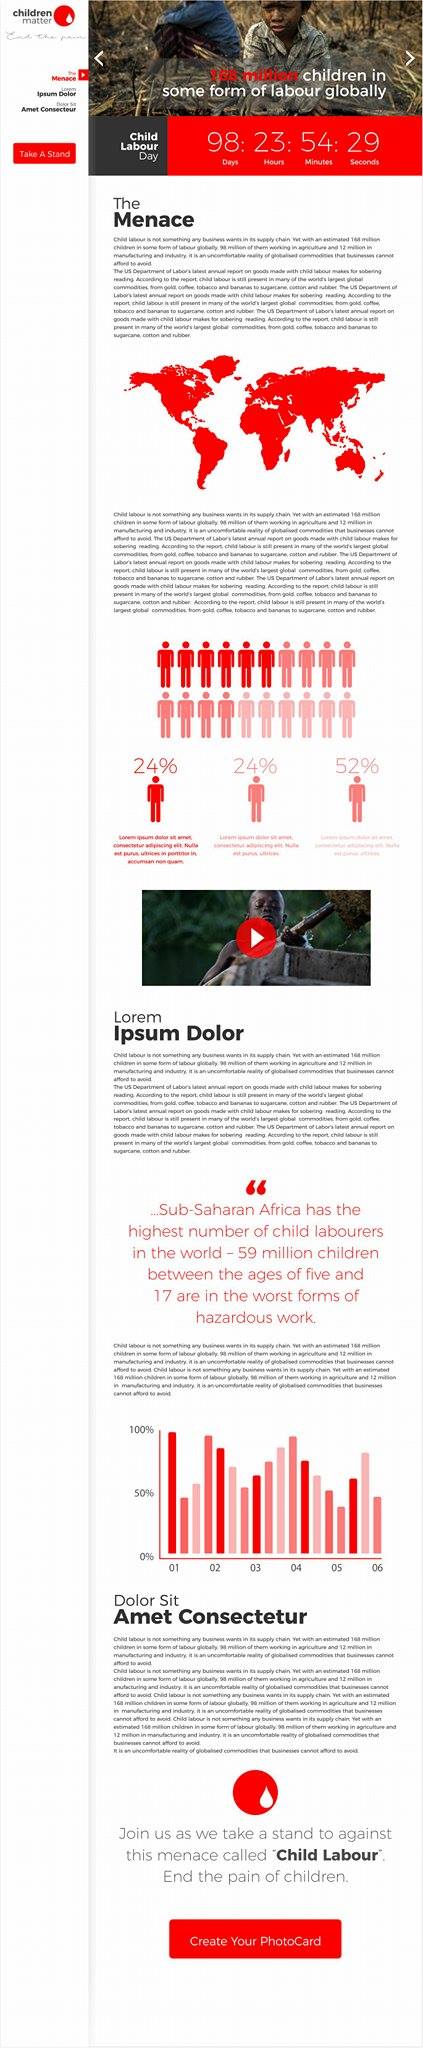 children
matter
End the pain
The
Menace
Lorem
Ipsum Dolor
Dolor Sit
Amet Consecteur
Take A Stand
168 million children in
some form of labour globally
Child
Labour
Day
98: 23: 54: 29
Days Hours Minutes Seconds
The
Menace
Child labour is not something any business wants in its supply chain. Yet with an estimated 168 million
children in some form of labour globally, 98 million of them working in agriculture and 12 million in
manufacturing and industry, it is an uncomfortable reality of globalised commodities that businesses cannot
afford to avoid.
The US Department of Labor's latest annual report on goods made with child labour makes for sobering
reading. According to the report, child labour is still present in many of the world's largest global
commodities, from gold, coffee, tobacco and bananas to sugarcane, cotton and rubber. The US Department of
Labor's latest annual report on goods made with child labour makes for sobering reading. According to the
report, child labour is still present in many of the world's largest global commodities, from gold, coffee,
tobacco and bananas to sugarcane, cotton and rubber. The US Department of Labor's latest annual report on
goods made with child labour makes for sobering reading. According to the report, child labour is still
present in many of the world's largest global commodities, from gold, coffee, tobacco and bananas to
sugarcane, cotton and rubber.
Child labour is not something any business wants in its supply chain. Yet with an estimated 168 million
children in some form of labour globally, 98 million of them working in agriculture and 12 million in
manufacturing and industry, it is an uncomfortable reality of globalised commodities that businesses cannot
afford to avoid. The US Department of Labor's latest annual report on goods made with child labour makes for
sobering reading. According to the report, child labour is still present in many of the world's largest global
commodities, from gold, coffee, tobacco and bananas to sugarcane, cotton and rubber. The US Department of
Labor's latest annual report on goods made with child labour makes for sobering reading. According to the
report, child labour is still present in many of the world's largest global commodities, from gold, coffee,
tobacco and bananas to sugarcane, cotton and rubber. The US Department of Labor's latest annual report on
goods made with child labour makes for sobering reading. According to the report, child labour is still
present in many of the world's largest global commodities, from gold, coffee, tobacco and bananas to
sugarcane, cotton and rubber. According to the report, child labour is still present in many of the world's
largest global commodities, from gold, coffee, tobacco and bananas to sugarcane, cotton and rubber.
24% 24% 52%
Lorem ipsum dolor sit amet,
consectetur adipiscing elit. Nulla
est purus, ultrices in porttitor in,
accumsan non quam.
Lorem ipsum dolor sit amet,
consectetur adipiscing elit. Nulla
est purus, ultrices.
Lorem ipsum dolor sit amet,
consectetur adipiscing elit. Nulla
est purus, ultrices.
Lorem
Ipsum Dolor
Child labour is not something any business wants in its supply chain. Yet with an estimated 168 million
children in some form of labour globally, 98 million of them working in agriculture and 12 million in
manufacturing and industry, it is an uncomfortable reality of globalised commodities that businesses cannot
afford to avoid.
The US Department of Labor's latest annual report on goods made with child labour makes for sobering
reading. According to the report, child labour is still present in many of the world's largest global
commodities, from gold, coffee, tobacco and bananas to sugarcane, cotton and rubber. The US Department of
Labor's latest annual report on goods made with child labour makes for sobering reading. According to the
report, child labour is still present in many of the world's largest global commodities, from gold, coffee,
tobacco and bananas to sugarcane, cotton and rubber. The US Department of Labor's latest annual report on
goods made with child labour makes for sobering reading. According to the report, child labour is still
present in many of the world's largest global commodities, from gold, coffee, tobacco and bananas to
sugarcane, cotton and rubber.
“
...Sub-Saharan Africa has the
highest number of child labourers
in the world – 59 million children
between the ages of five and
17 are in the worst forms of
hazardous work.
Child labour is not something any business wants in its supply chain. Yet with an estimated 168 million
children in some form of labour globally, 98 million of them working in agriculture and 12 million in
manufacturing and industry, it is an uncomfortable reality of globalised commodities that businesses cannot
afford to avoid Child labour is not something any business wants in its supply chain. Yet with an estimated
168 million children in some form of labour globally, 98 million of them working in agriculture and 12 million
in manufacturing and industry, it is an uncomfortable reality of globalised commodities that businesses
cannot afford to avoid.
100%
50%
0%
01 02 03 04 05 06
Dolor Sit
Amet Consectetur
Child labour is not something any business wants in its supply chain. Yet with an estimated 168 million
children in some form of labour globally, 98 million of them working in agriculture and 12 million in
manufacturing and industry, it is an uncomfortable reality of globalised commodities that businesses cannot
afford to avoid.
Child labour is not something any business wants in its supply chain. Yet with an estimated 168 million
children in some form of labour globally, 98 million of them working in agriculture and 12 million in
anufacturing and industry, it is an uncomfortable reality of globalised commodities that businesses cannot
afford to avoid. Child labour is not something any business wants in its supply chain. Yet with an estimated
168 million children in some form of labour globally, 98 million of them working in agriculture and 12 million
in manufacturing and industry, it is an uncomfortable reality of globalised commodities that businesses
cannot afford to avoid. Child labour is not something any business wants in its supply chain. Yet with an
estimated 168 million children in some form of labour globally, 98 million of them working in agriculture and
12 million in manufacturing and industry, it is an uncomfortable reality of globalised commodities that
businesses cannot afford to avoid.
It is an uncomfortable reality of globalised commodities that businesses cannot afford to avoid.
Join us as we take a stand to against
this menace called “Child Labour”.
End the pain of children.
Create Your PhotoCard